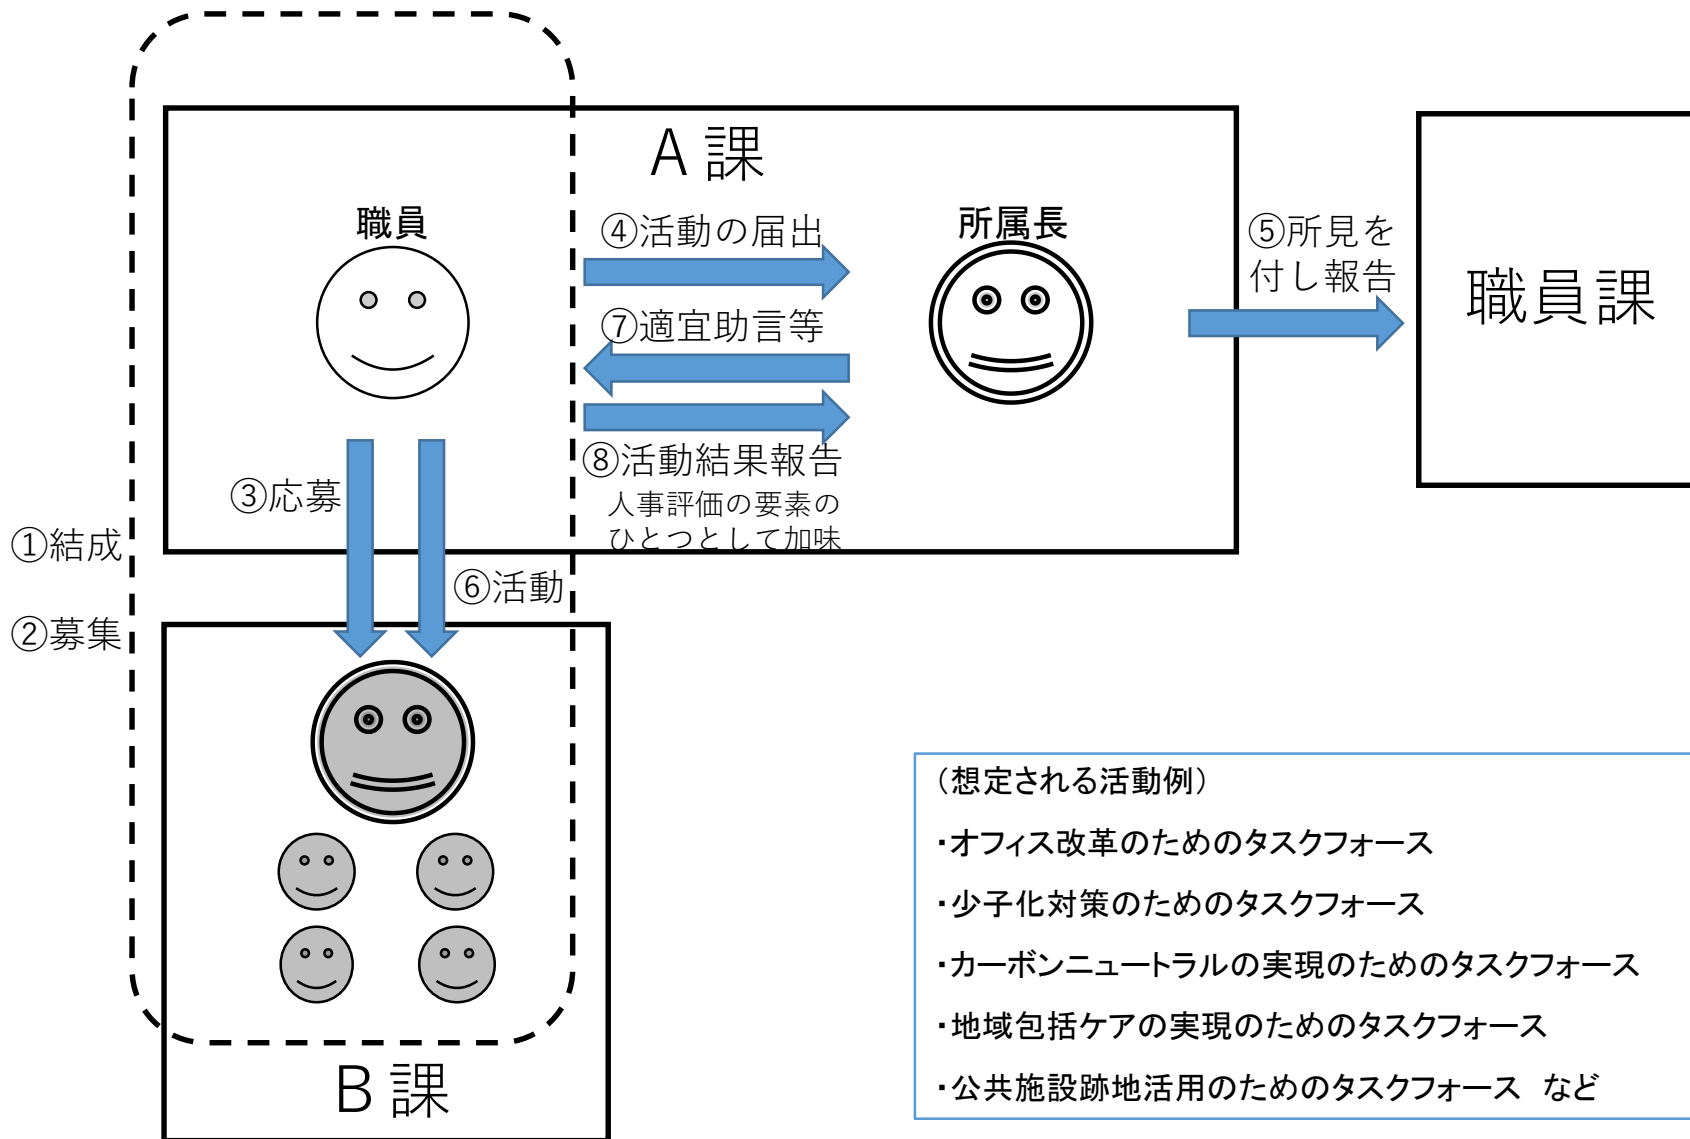 A課
職員
所属長
④活動の届出
⑤所見を
付し報告
職員課
⑦適宜助言等
⑧活動結果報告
人事評価の要素の
ひとつとして加味
③応募
①結成
⑥活動
②募集
B課
(想定される活動例)
・オフィス改革のためのタスクフォース
・少子化対策のためのタスクフォース
・カーボンニュートラルの実現のためのタスクフォース
・地域包括ケアの実現のためのタスクフォース
・公共施設跡地活用のためのタスクフォース など